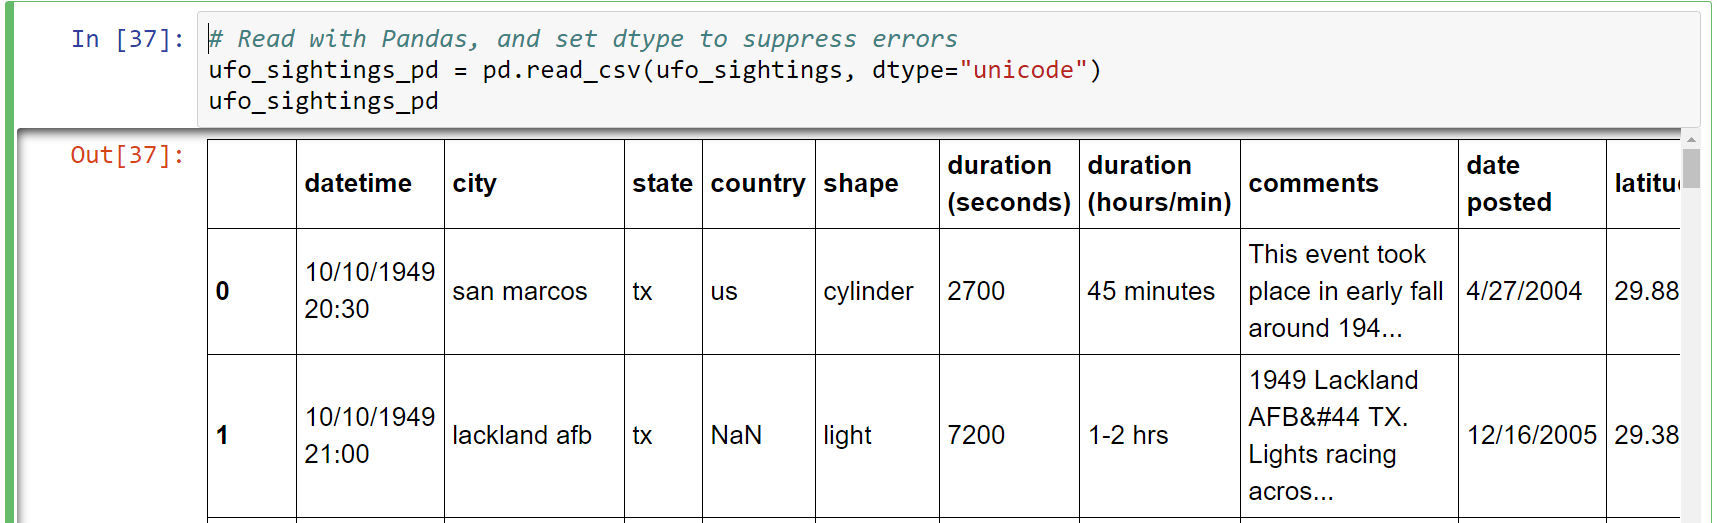 In [37]: # Read with Pandas, and set dtype to suppress errors
ufo_sightings_pd = pd.read_csv(ufo_sightings, dtype="unicode")
ufo_sightings_pd
Out[37]:
datetime city state country shape duration (seconds) duration (hours/min) comments date posted latitu
0 10/10/1949 20:30 san marcos tx us cylinder 2700 45 minutes This event took place in early fall around 194... 4/27/2004 29.88
1 10/10/1949 21:00 lackland afb tx NaN light 7200 1-2 hrs 1949 Lackland AFB&#44 TX. Lights racing acros... 12/16/2005 29.38